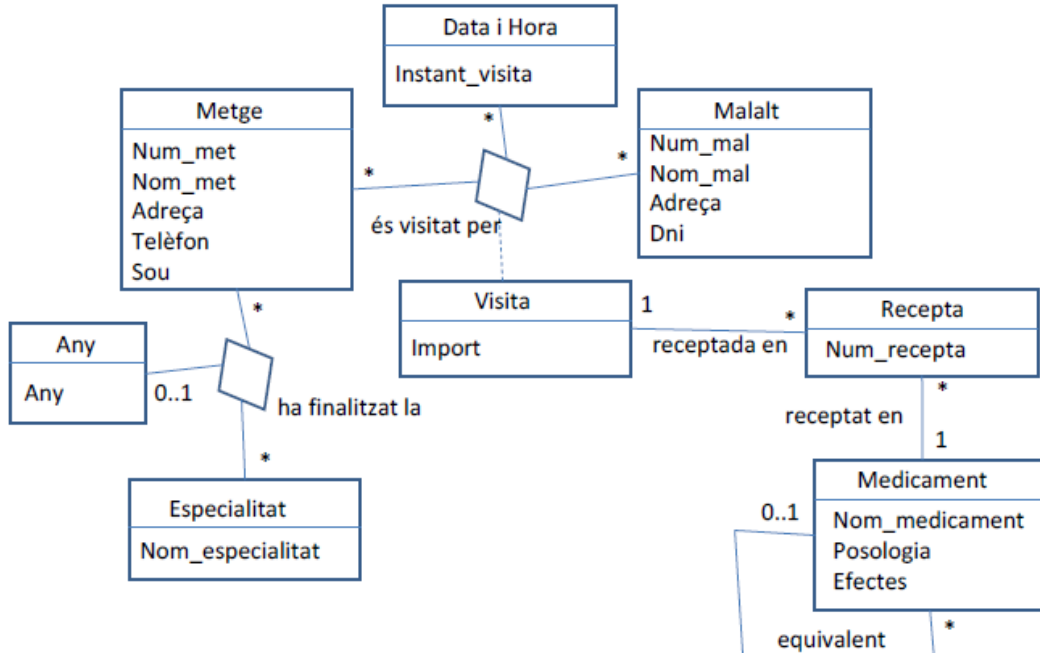 Data i Hora
Instant_visita
*
Metge
Num_met
Nom_met
Adreça
Telèfon
Sou
*
*
Malalt
Num_mal
Nom_mal
Adreça
Dni
*
és visitat per
Visita
Import
1
*
receptada en
Recepta
Num_recepta
*
Any
Any
0..1
*
ha finalitzat la
*
Especialitat
Nom_especialitat
receptat en
1
Medicament
Nom_medicament
Posologia
Efectes
0..1
*
equivalent